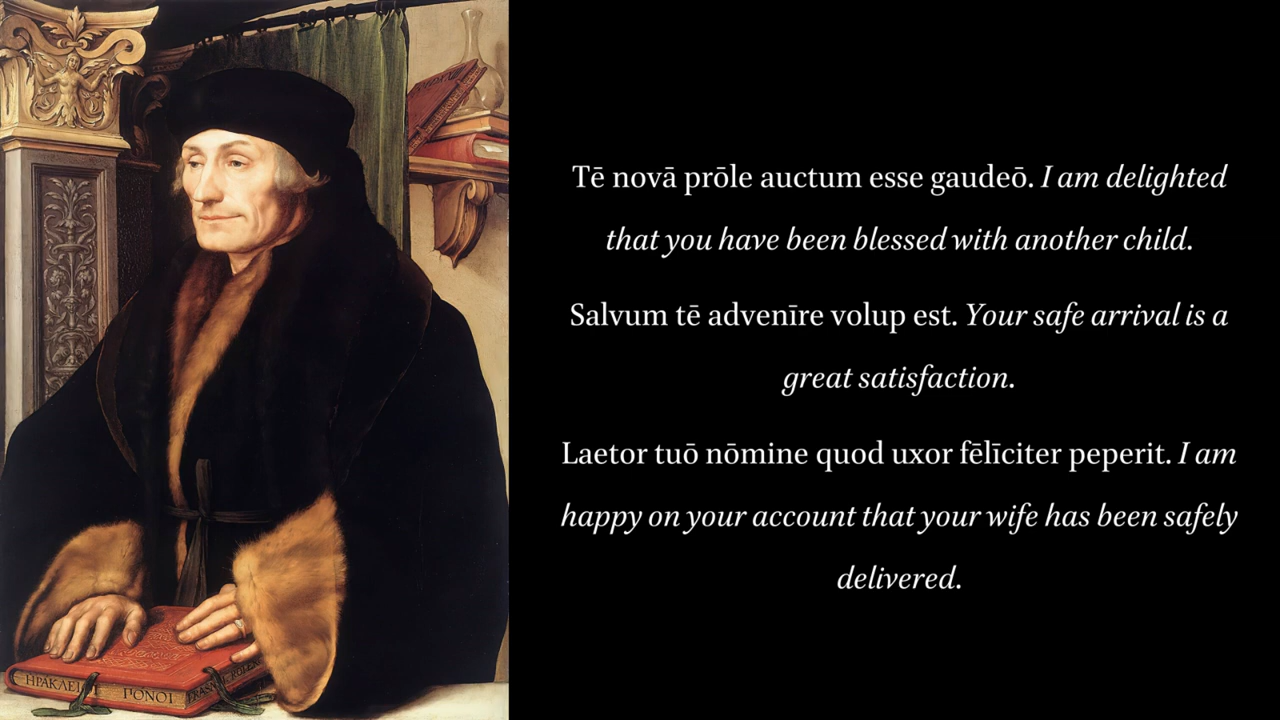 Tē novā prōle auctum esse gaudeō. I am delighted
that you have been blessed with another child.
Salvum tē advenīre volup est. Your safe arrival is a
great satisfaction.
Laetor tuō nōmine quod uxor fēlīciter peperit. I am
happy on your account that your wife has been safely
delivered.
ΗΡΑΚΛΕΙ
ΠΟΝΟΙ